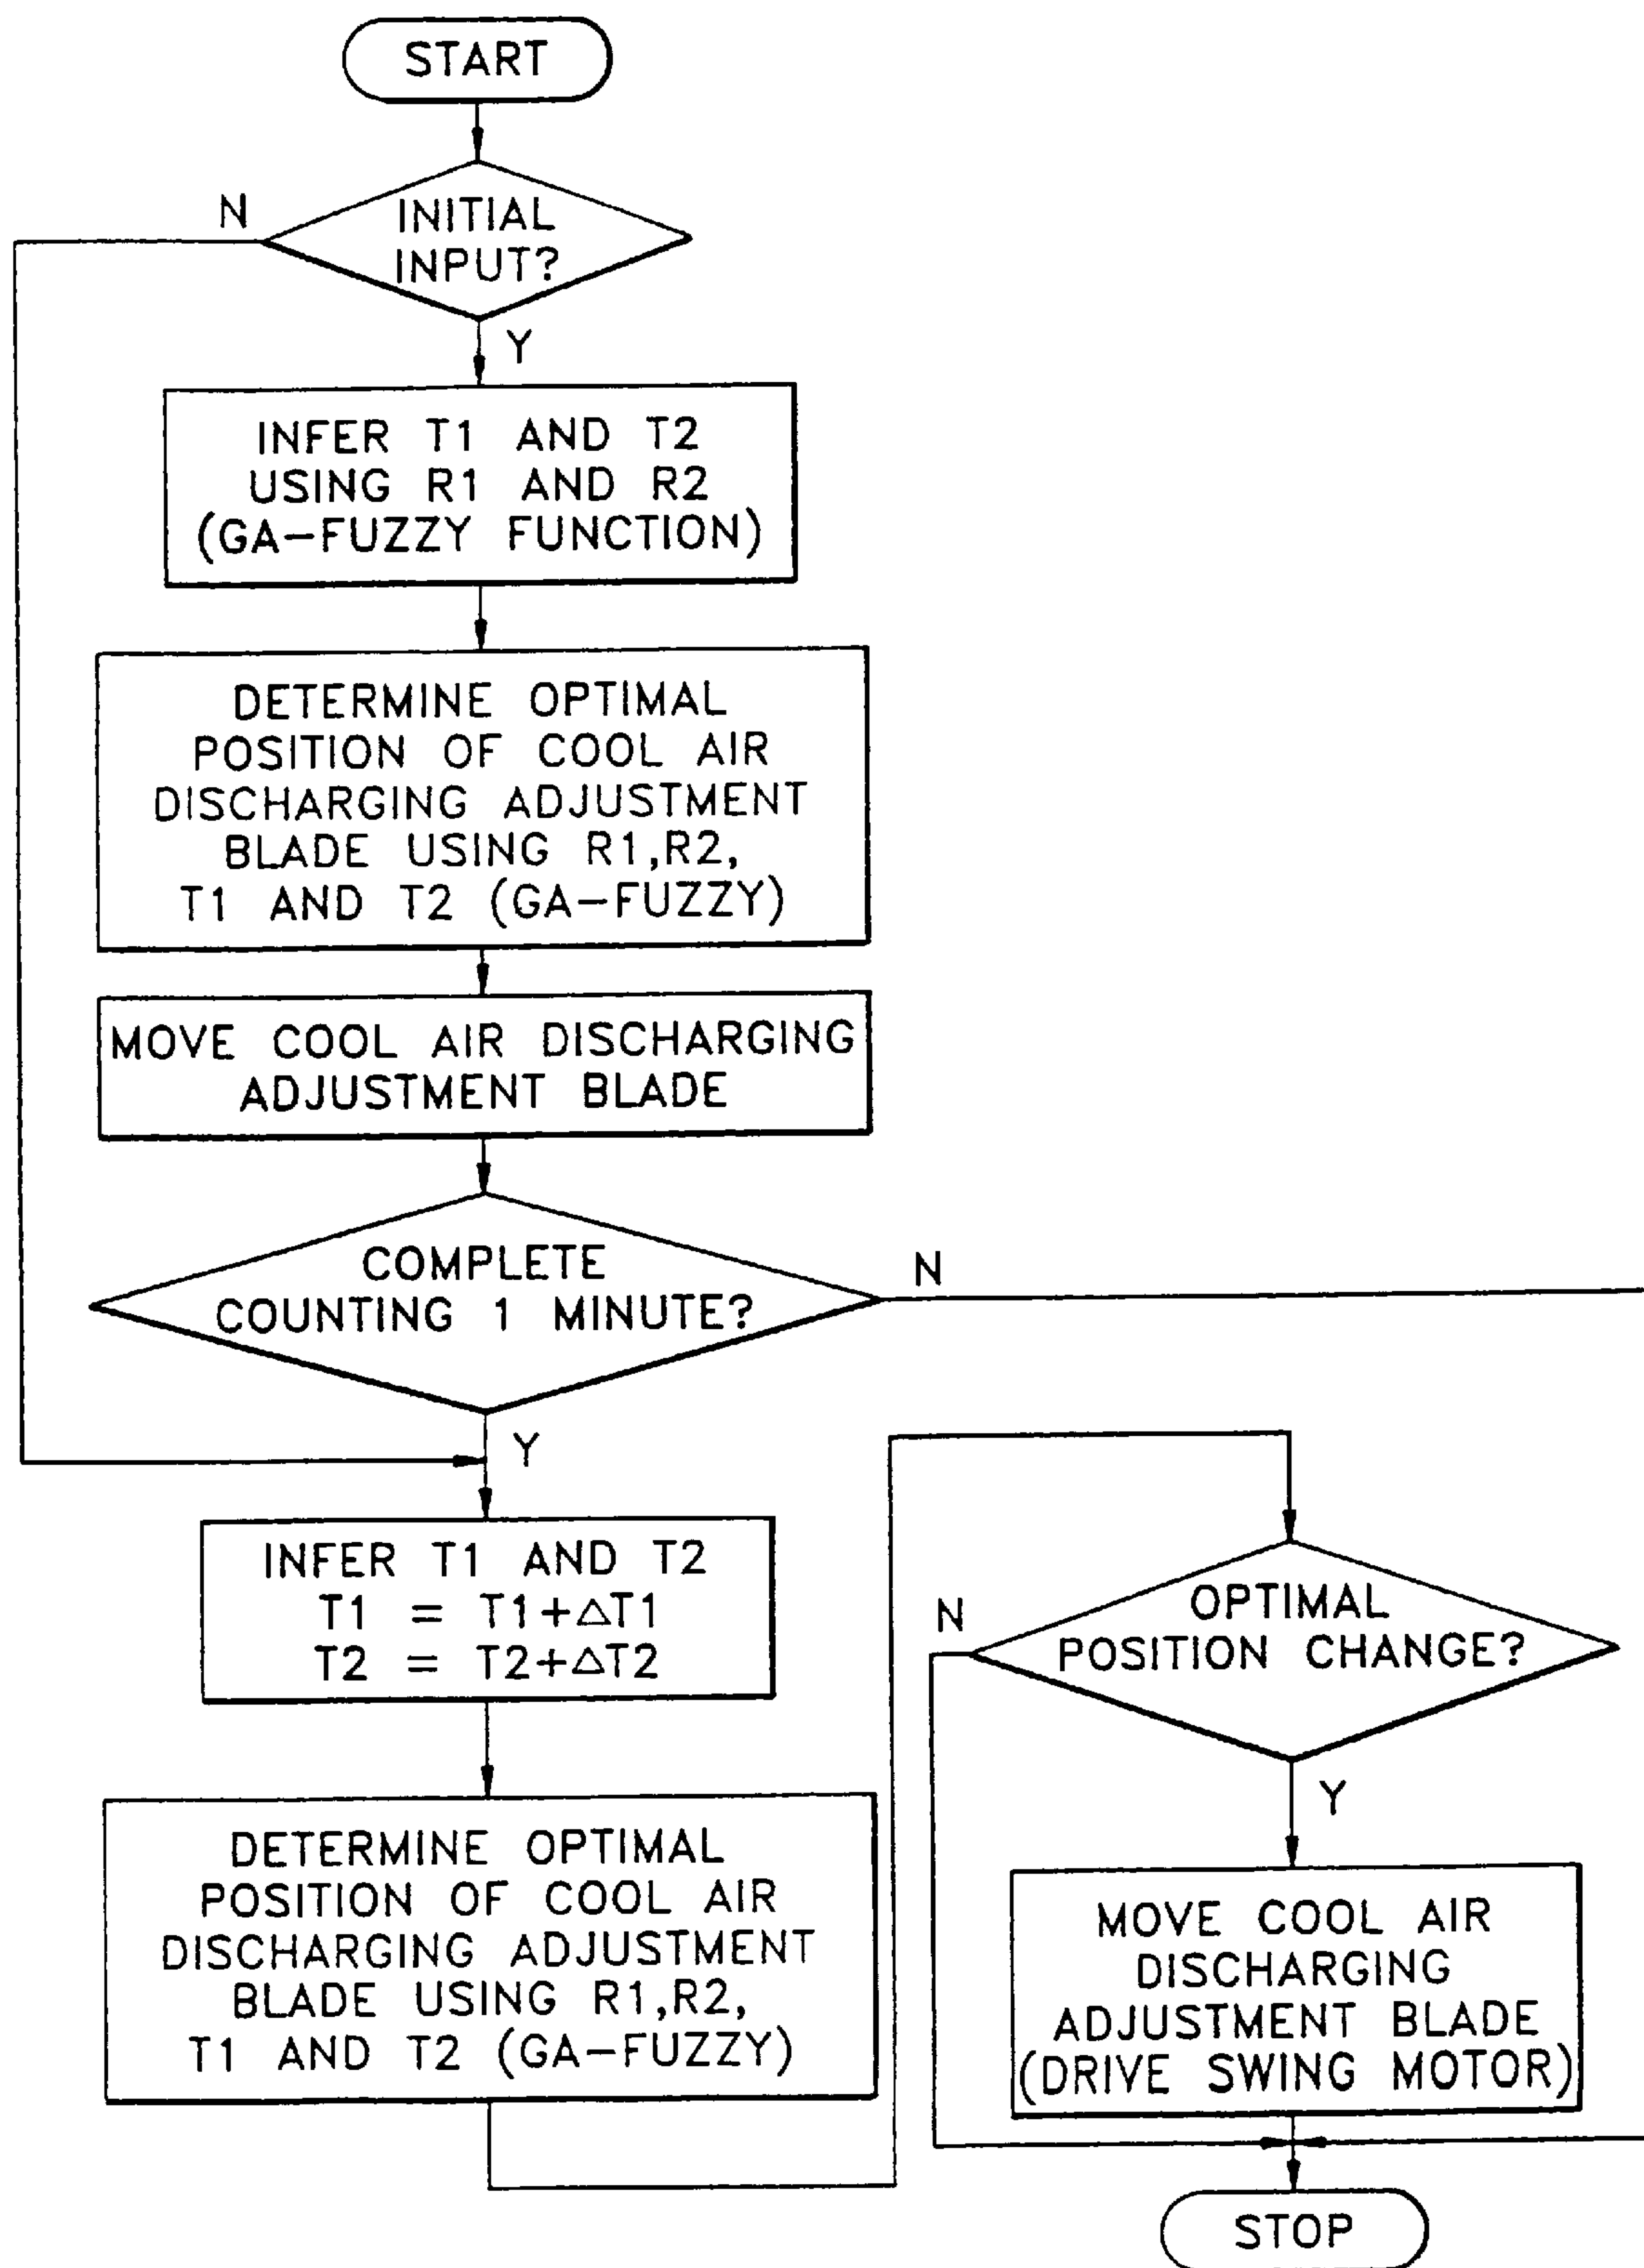 START
N
INITIAL
INPUT?
Y
INFER T1 AND T2
USING R1 AND R2
(GA-FUZZY FUNCTION)
DETERMINE OPTIMAL
POSITION OF COOL AIR
DISCHARGING ADJUSTMENT
BLADE USING R1,R2,
T1 AND T2 (GA-FUZZY)
MOVE COOL AIR DISCHARGING
ADJUSTMENT BLADE
COMPLETE
COUNTING 1 MINUTE?
N
Y
INFER T1 AND T2
T1 = T1+△T1
T2 = T2+△T2
DETERMINE OPTIMAL
POSITION OF COOL AIR
DISCHARGING ADJUSTMENT
BLADE USING R1,R2,
T1 AND T2 (GA-FUZZY)
N
OPTIMAL
POSITION CHANGE?
Y
MOVE COOL AIR
DISCHARGING
ADJUSTMENT BLADE
(DRIVE SWING MOTOR)
STOP